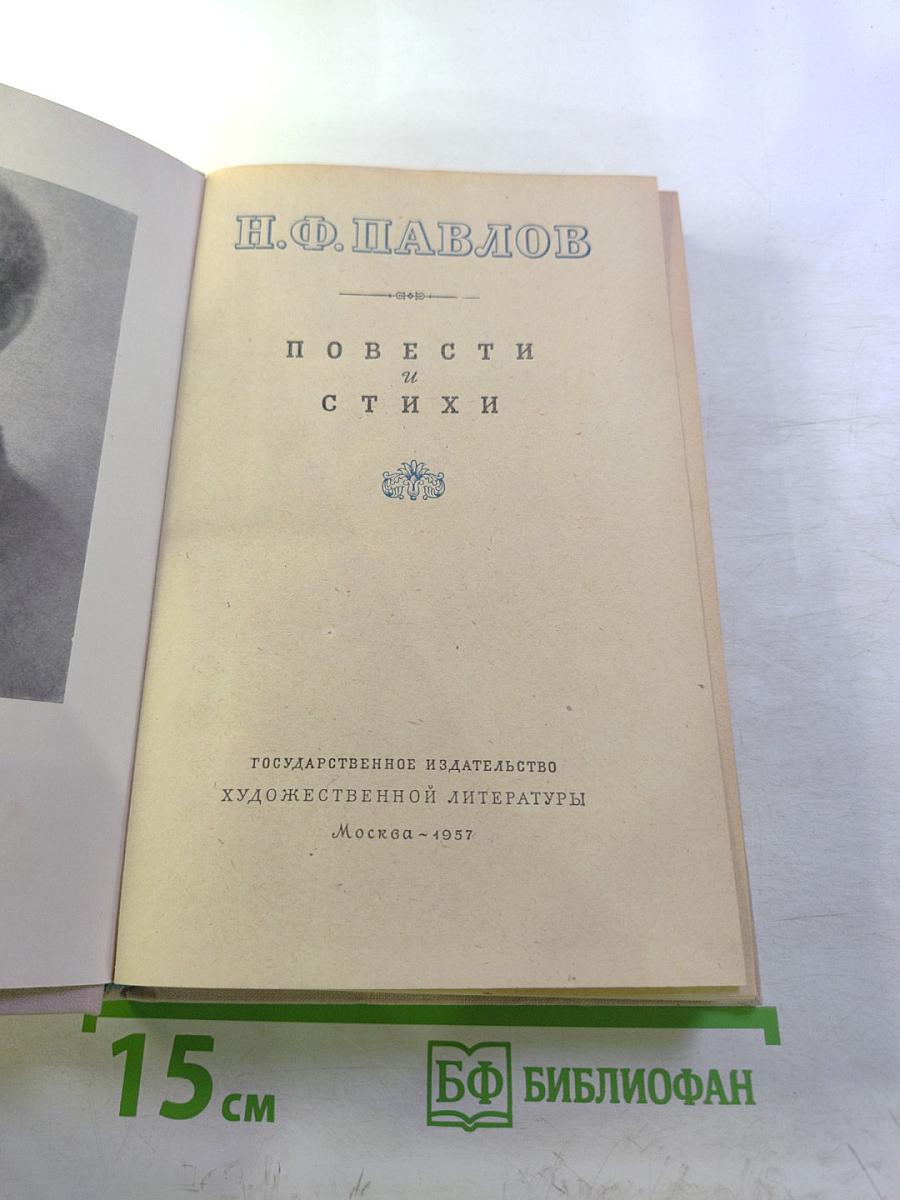 Н.Ф.ПАВЛОВ
ПОВЕСТИ
и
СТИХИ
ГОСУДАРСТВЕННОЕ ИЗДАТЕЛЬСТВО
ХУДОЖЕСТВЕННОЙ ЛИТЕРАТУРЫ
Москва ~ 1957
15 см
БФ БИБЛИОФАН